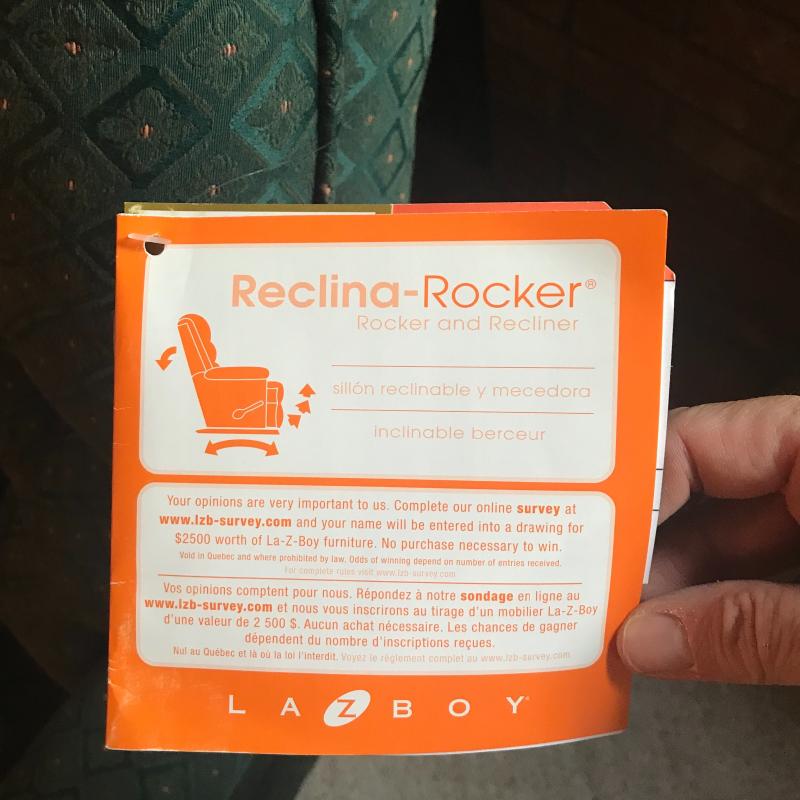 Reclina-Rocker®
Rocker and Recliner
sillón reclinable y mecedora
inclinable berceur
Your opinions are very important to us. Complete our online survey at
www.lzb-survey.com and your name will be entered into a drawing for
$2500 worth of La-Z-Boy furniture. No purchase necessary to win.
Void in Quebec and where prohibited by law. Odds of winning depend on number of entries received.
For complete rules visit www.lzb-survey.com
Vos opinions comptent pour nous. Répondez à notre sondage en ligne au
www.lzb-survey.com et nous vous inscrirons au tirage d'un mobilier La-Z-Boy
d'une valeur de 2 500 $. Aucun achat nécessaire. Les chances de gagner
dépendent du nombre d'inscriptions reçues.
Nul au Québec et là où la loi l'interdit. Voyez le règlement complet au www.lzb-survey.com
LA Z BOY